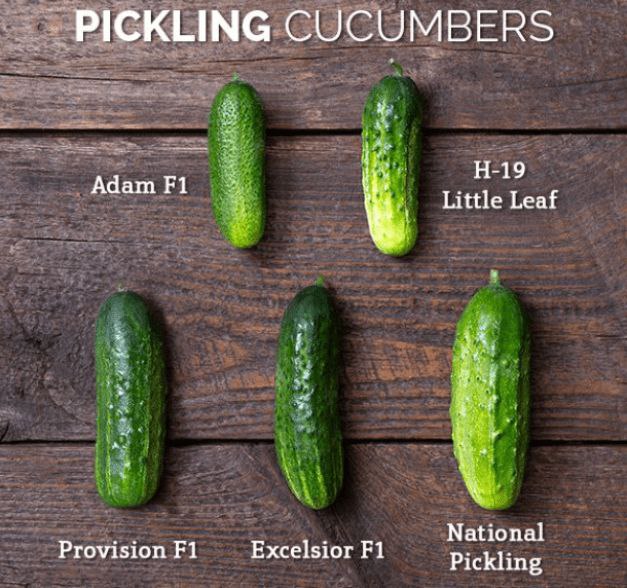 PICKLING CUCUMBERS
Adam F1
H-19
Little Leaf
Provision F1
Excelsior F1
National
Pickling